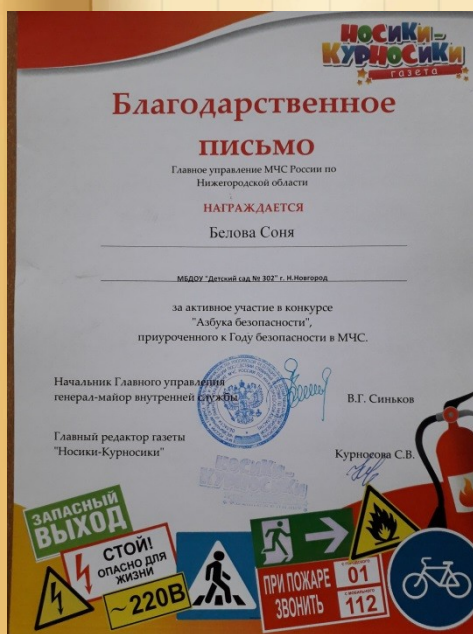 НОСИКИ-
КУРНОСИКИ
газета
Благодарственное
письмо
Главное управление МЧС России по
Нижегородской области
НАГРАЖДАЕТСЯ
Белова Соня
МБДОУ "Детский сад № 302" г. Н.Новгород
за активное участие в конкурсе
"Азбука безопасности",
приуроченного к Году безопасности в МЧС.
Начальник Главного управления
генерал-майор внутренней службы
В.Г. Синьков
Главный редактор газеты
"Носики-Курносики"
Курносова С.В.
НОСИКИ-
КУРНОСИКИ
ЗАПАСНЫЙ
ВЫХОД
СТОЙ!
ОПАСНО ДЛЯ
ЖИЗНИ
~ 220В
ПРИ ПОЖАРЕ
ЗВОНИТЬ
01
112